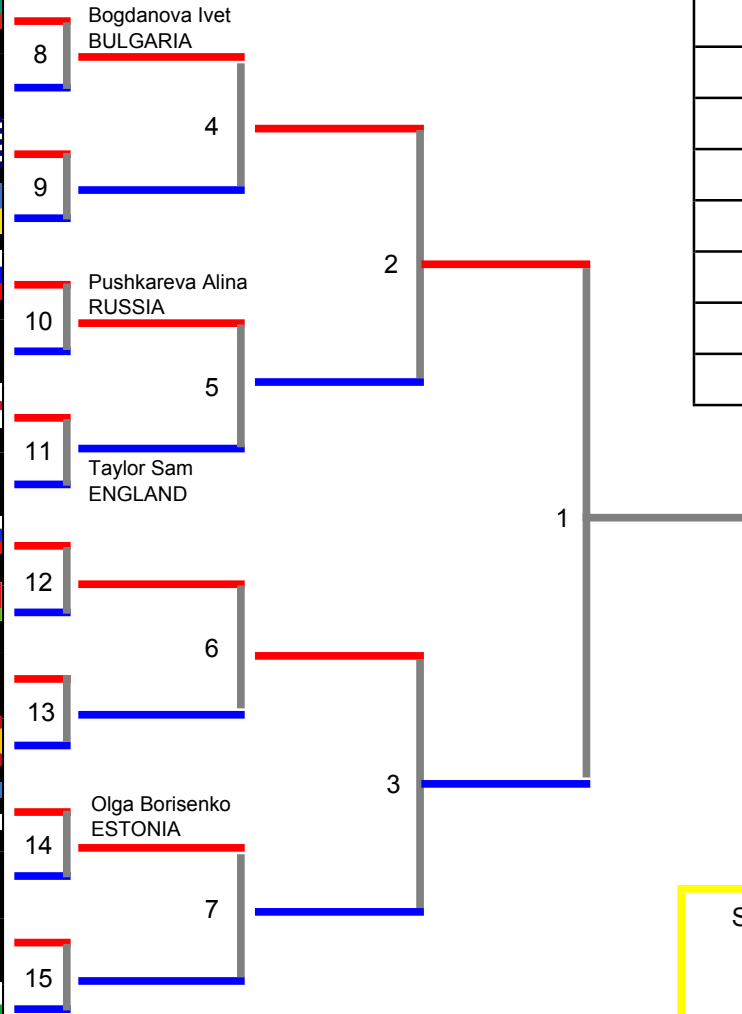 Bogdanova Ivet
BULGARIA
8
4
9
2
Pushkareva Alina
RUSSIA
10
5
11
Taylor Sam
ENGLAND
1
12
6
13
3
Olga Borisenko
ESTONIA
14
7
15